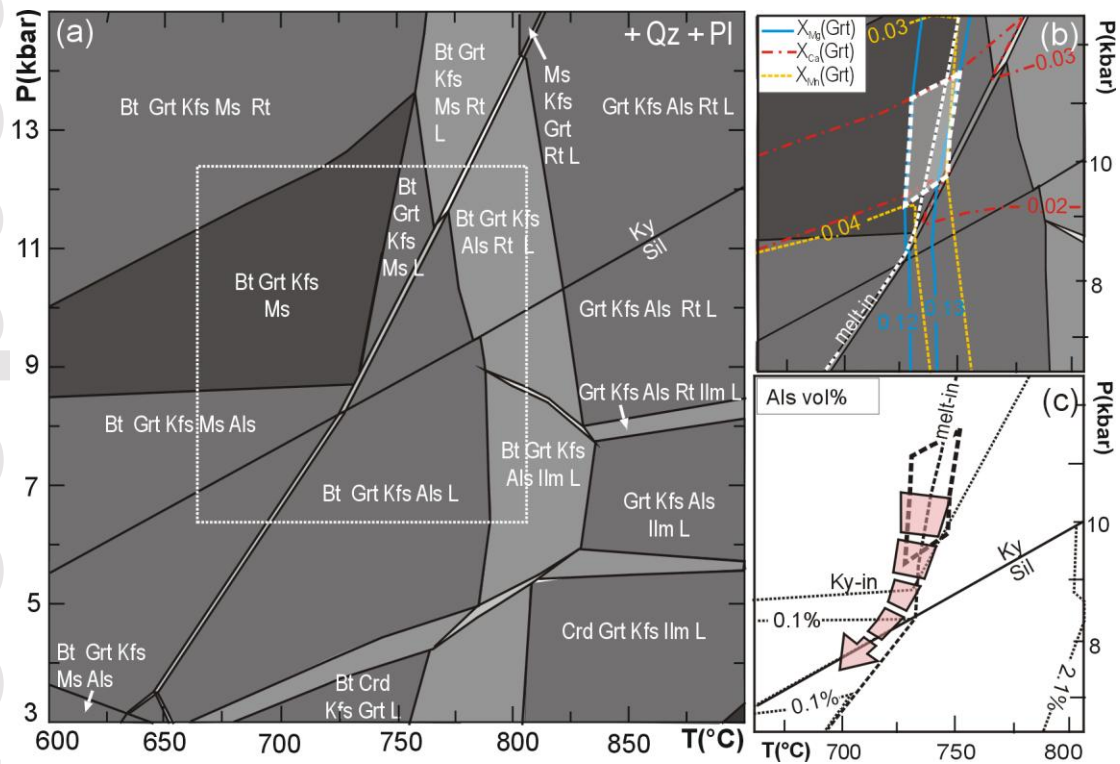 (a)
+ Qz + Pl
P(kbar)
13
11
9
7
5
3
600
650
700
750
800
850
T(°C)
Bt Grt Kfs Ms Rt
Bt Grt
Kfs
Ms Rt
L
Ms
Kfs
Grt
Rt L
Grt Kfs Als Rt L
Bt
Grt
Kfs
Ms L
Bt Grt Kfs
Als Rt L
Ky
Sil
Bt Grt Kfs
Ms
Grt Kfs Als Rt L
Grt Kfs Als Rt Ilm L
Bt Grt Kfs Ms Als
Bt Grt Kfs Als L
Bt Grt Kfs
Als Ilm L
Grt Kfs Als
Ilm L
Crd Grt Kfs Ilm L
Bt Grt Kfs
Ms Als
Bt Crd
Kfs Grt L
(b)
P(kbar)
XMg(Grt)
XCa(Grt)
XMn(Grt)
0.03
0.03
10
0.02
0.04
8
melt-in
0.12
0.13
(c)
P(kbar)
Als vol%
melt-in
10
Ky
Sil
Ky-in
0.1%
8
0.1%
2.1%
T(°C)
700
750
800